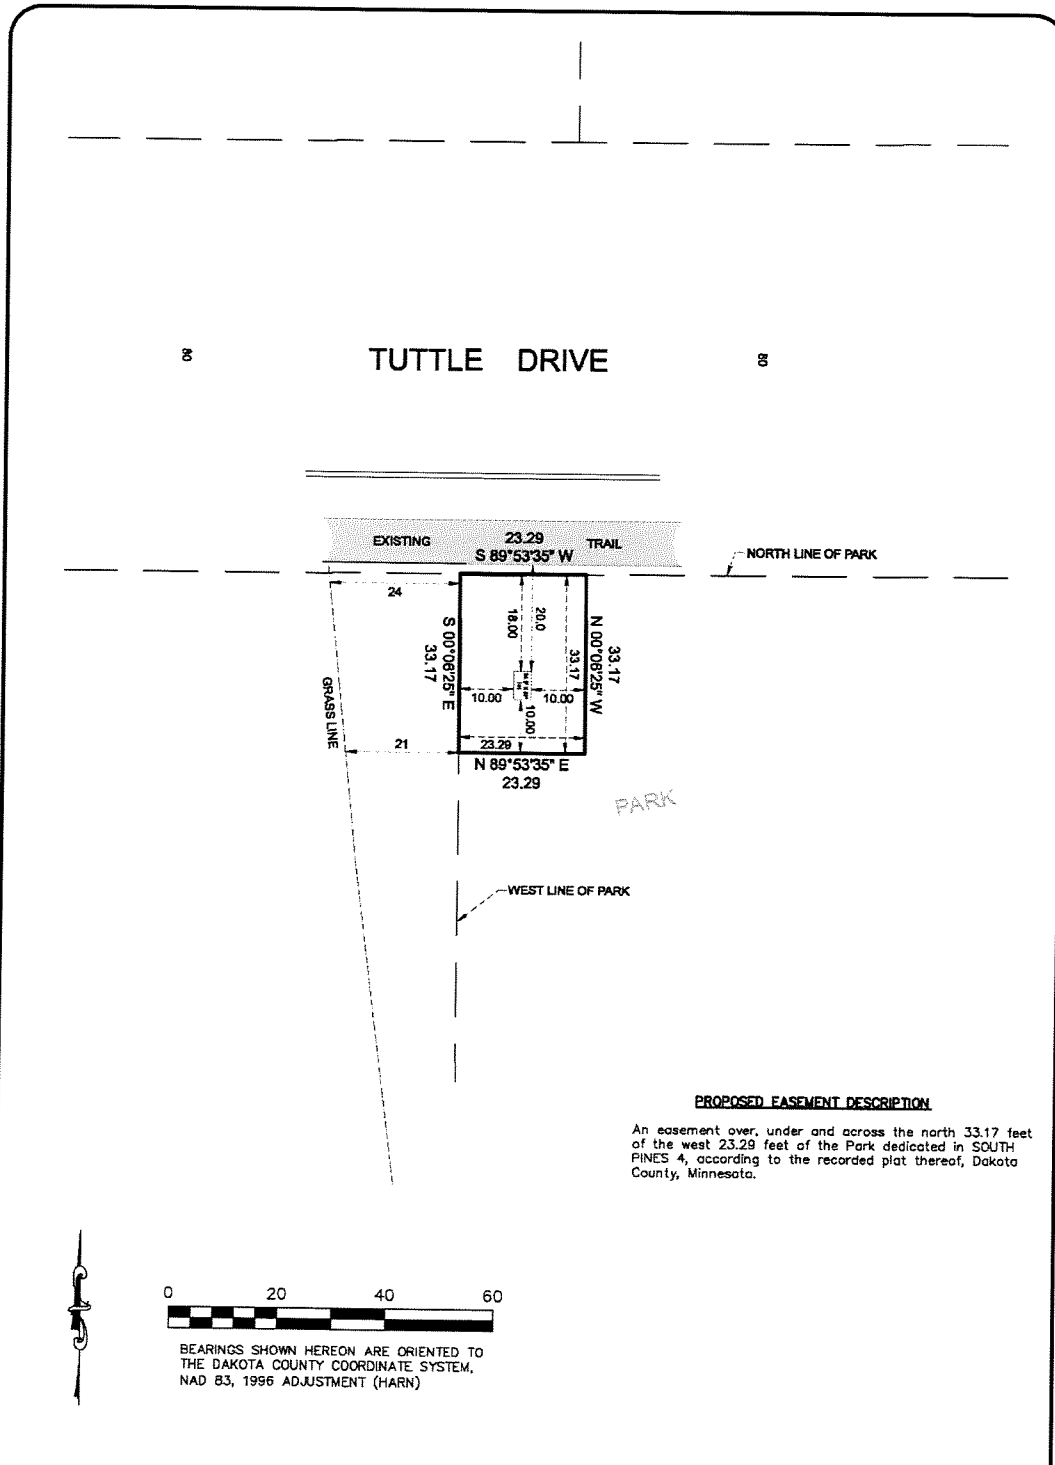 80
TUTTLE DRIVE
80
EXISTING
23.29
TRAIL
S 89°53'35" W
NORTH LINE OF PARK
24
S 00°06'25" E
33.17
18.00
20.0
33.17
N 00°06'25" W
33.17
GRASS LINE
10.00
10.00
10.00
21
23.29
N 89°53'35" E
23.29
PARK
WEST LINE OF PARK
PROPOSED EASEMENT DESCRIPTION
An easement over, under and across the north 33.17 feet
of the west 23.29 feet of the Park dedicated in SOUTH
PINES 4, according to the recorded plat thereof, Dakota
County, Minnesota.
0 20 40 60
BEARINGS SHOWN HEREON ARE ORIENTED TO
THE DAKOTA COUNTY COORDINATE SYSTEM,
NAD 83, 1996 ADJUSTMENT (HARN)